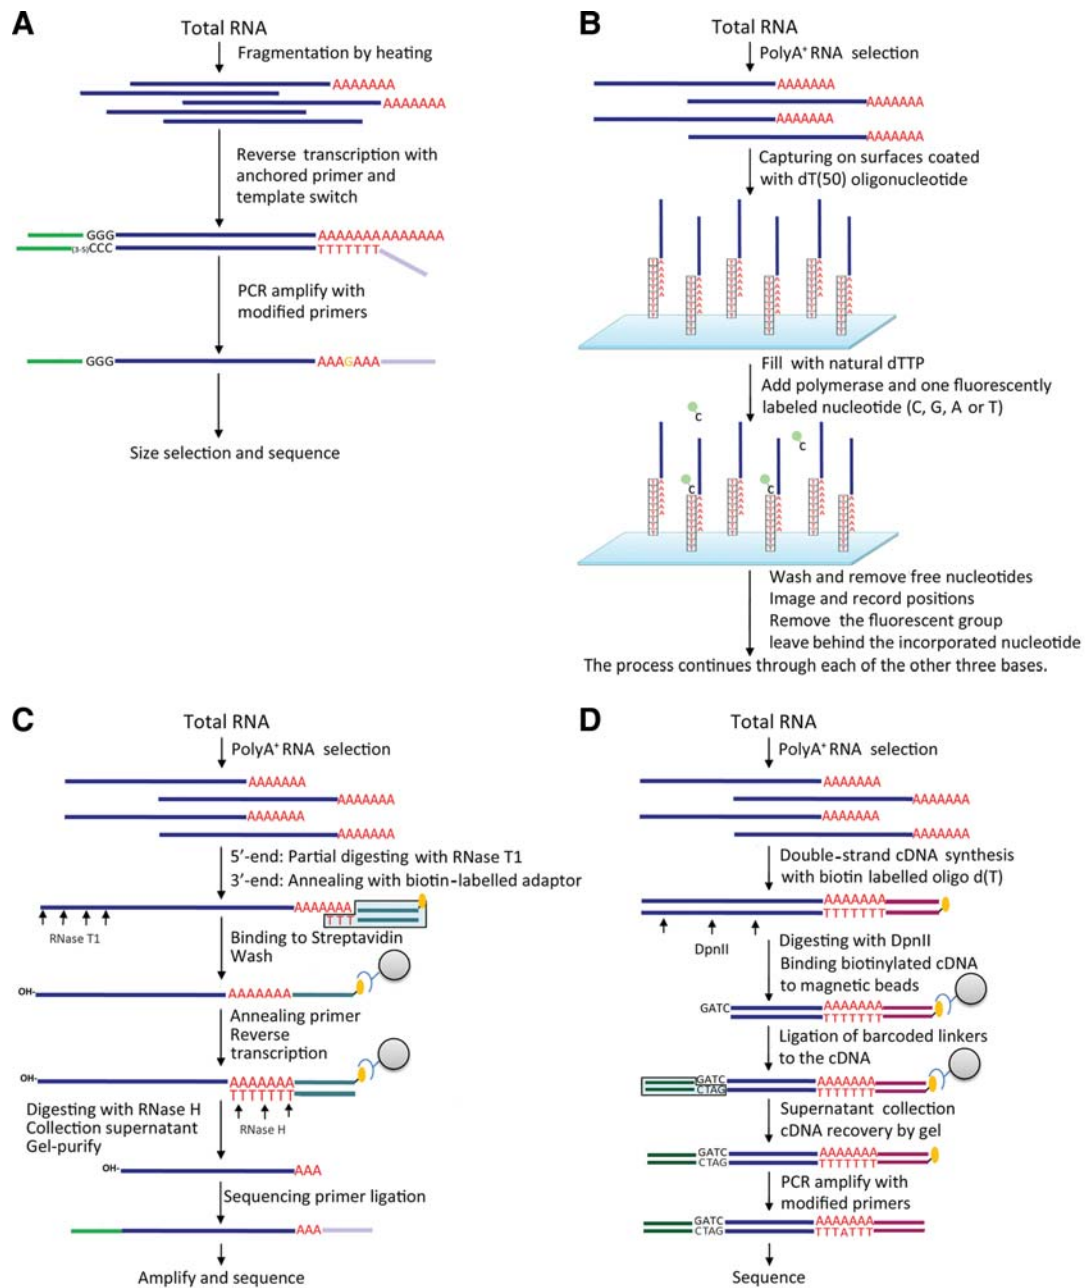 A
Total RNA
Fragmentation by heating
AAAAAAA
AAAAAAA
Reverse transcription with
anchored primer and
template switch
GGG AAAAAAAAAAAAAA
(3-5)CCC TTTTTTT
PCR amplify with
modified primers
GGG AAAGAAA
Size selection and sequence
B
Total RNA
PolyA+ RNA selection
AAAAAAA
AAAAAAA
AAAAAAA
AAAAAAA
Capturing on surfaces coated
with dT(50) oligonucleotide
Fill with natural dTTP
Add polymerase and one fluorescently
labeled nucleotide (C, G, A or T)
C
C
C
C
Wash and remove free nucleotides
Image and record positions
Remove the fluorescent group
leave behind the incorporated nucleotide
The process continues through each of the other three bases.
C
Total RNA
PolyA+ RNA selection
AAAAAAA
AAAAAAA
AAAAAAA
AAAAAAA
5′-end: Partial digesting with RNase T1
3′-end: Annealing with biotin-labelled adaptor
AAAAAAA
TTT
RNase T1
Binding to Streptavidin
Wash
OH- AAAAAAA
Annealing primer
Reverse
transcription
OH- AAAAAAA
TTTTTTT
Digesting with RNase H
Collection supernatant
Gel-purify
RNase H
OH- AAA
Sequencing primer ligation
AAA
Amplify and sequence
D
Total RNA
PolyA+ RNA selection
AAAAAAA
AAAAAAA
AAAAAAA
AAAAAAA
Double-strand cDNA synthesis
with biotin labelled oligo d(T)
AAAAAAA
TTTTTTT
DpnII
Digesting with DpnII
Binding biotinylated cDNA
to magnetic beads
GATC AAAAAAA
TTTTTTT
Ligation of barcoded linkers
to the cDNA
GATC AAAAAAA
CTAG TTTTTTT
Supernatant collection
cDNA recovery by gel
GATC AAAAAAA
CTAG TTTTTTT
PCR amplify with
modified primers
GATC AAAAAAA
CTAG TTTATTT
Sequence